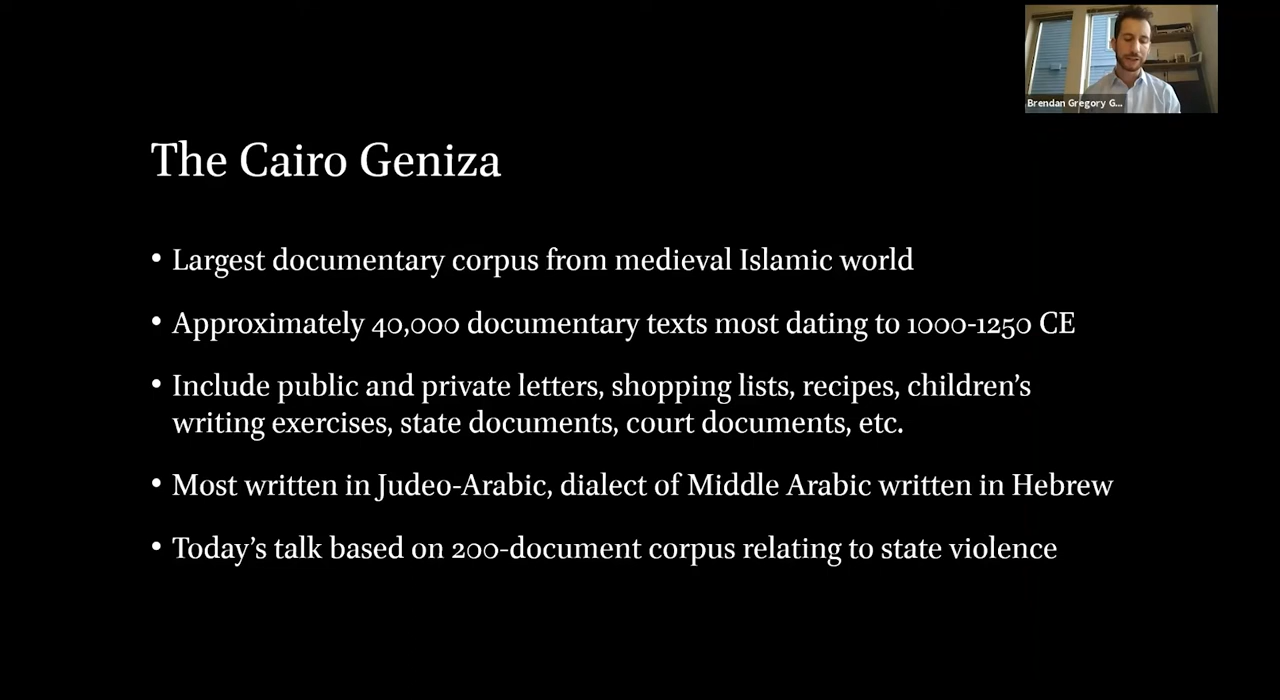 Brendan Gregory G...
The Cairo Geniza
• Largest documentary corpus from medieval Islamic world
• Approximately 40,000 documentary texts most dating to 1000-1250 CE
• Include public and private letters, shopping lists, recipes, children’s
writing exercises, state documents, court documents, etc.
• Most written in Judeo-Arabic, dialect of Middle Arabic written in Hebrew
• Today’s talk based on 200-document corpus relating to state violence